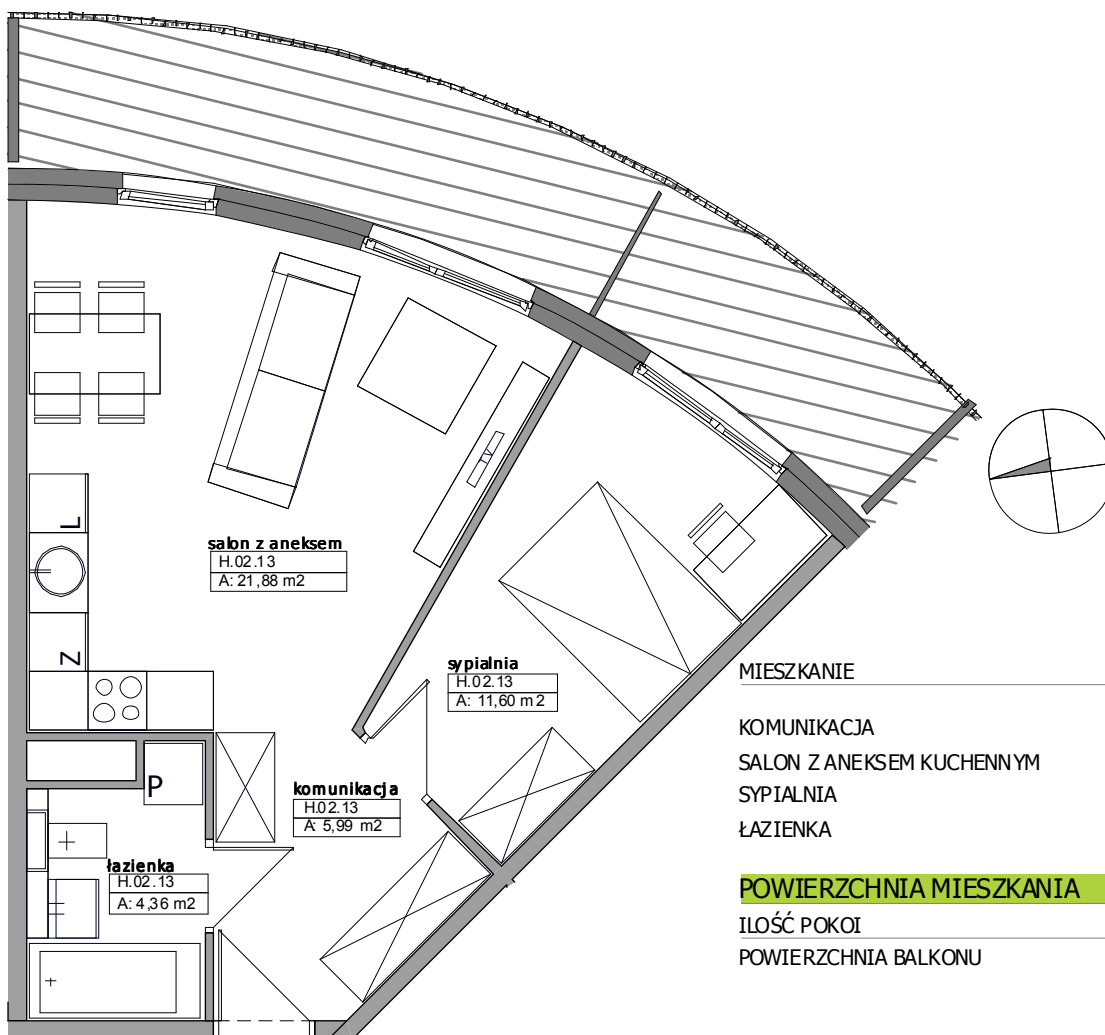 TV
L
salon z aneksem
H.02.13
A: 21,88 m2
Z
sypialnia
H.02.13
A: 11,60 m2
P
komunikacja
H.02.13
A: 5,99 m2
łazienka
H.02.13
A: 4,36 m2
MIESZKANIE
KOMUNIKACJA
SALON Z ANEKSEM KUCHENNYM
SYPIALNIA
ŁAZIENKA
POWIERZCHNIA MIESZKANIA
ILOŚĆ POKOI
POWIERZCHNIA BALKONU